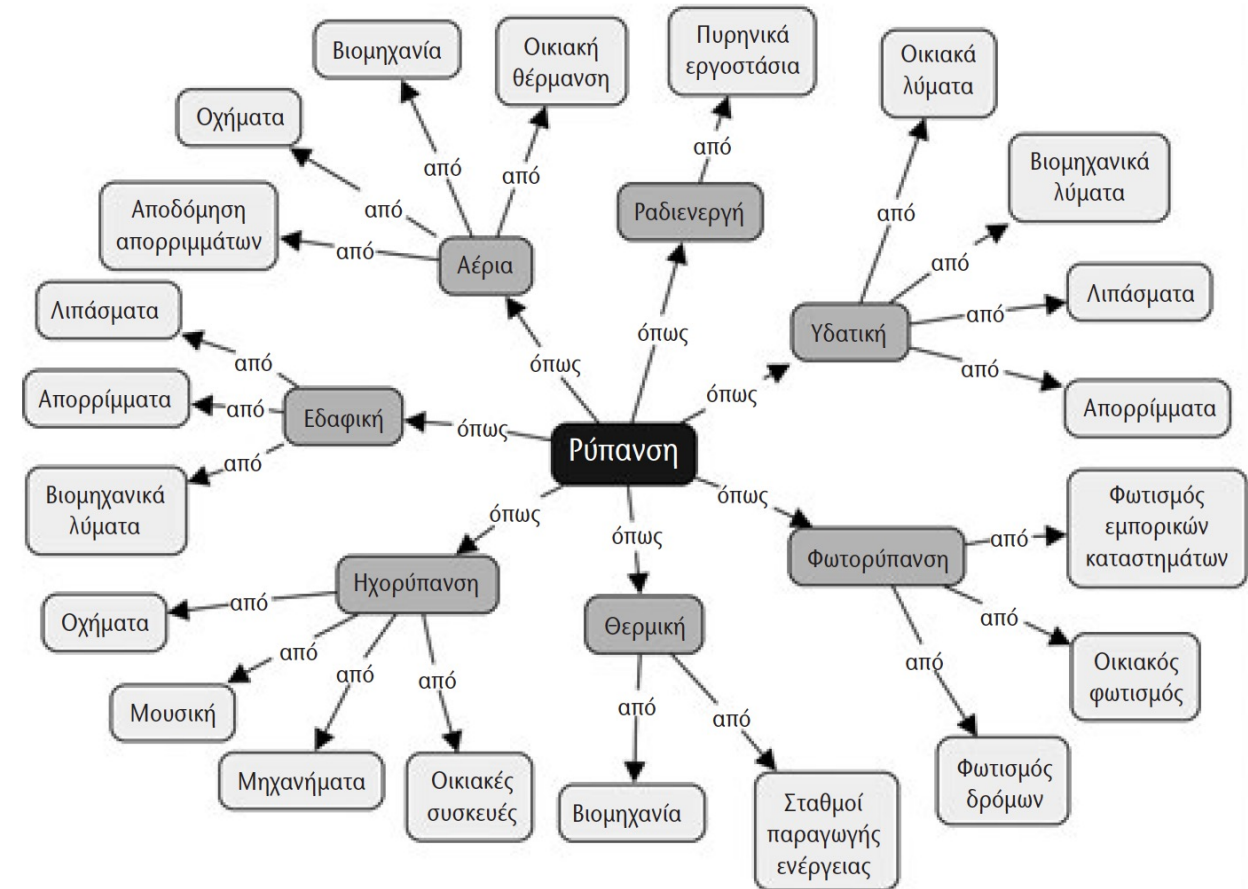 Πυρηνικά
εργοστάσια
Βιομηχανία
Οικιακή
θέρμανση
Οικιακά
λύματα
Οχήματα
από
από
από
από
Βιομηχανικά
λύματα
Αποδόμηση
απορριμμάτων
από
Ραδιενεργή
από
από
από
Αέρια
Λιπάσματα
Λιπάσματα
από
Υδατική
από
όπως
όπως
από
Απορρίμματα
από
Εδαφική
όπως
όπως
Απορρίμματα
Ρύπανση
από
Βιομηχανικά
λύματα
όπως
όπως
όπως
από
Φωτισμός
εμπορικών
καταστημάτων
Ηχορύπανση
Φωτορύπανση
Οχήματα
από
Θερμική
από
από
από
από
από
Οικιακός
φωτισμός
Μουσική
από
από
Μηχανήματα
Οικιακές
συσκευές
Φωτισμός
δρόμων
Βιομηχανία
Σταθμοί
παραγωγής
ενέργειας